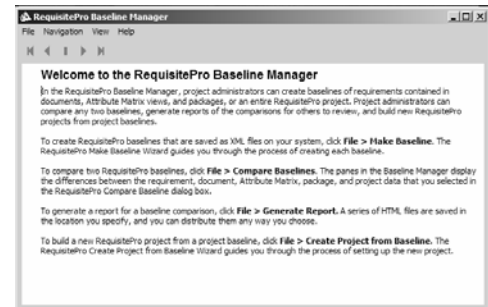 RequisitePro Baseline Manager
File Navigation View Help
Welcome to the RequisitePro Baseline Manager
In the RequisitePro Baseline Manager, project administrators can create baselines of requirements contained in
documents, Attribute Matrix views, and packages, or an entire RequisitePro project. Project administrators can
compare any two baselines, generate reports of the comparisons for others to review, and build new RequisitePro
projects from project baselines.
To create RequisitePro baselines that are saved as XML files on your system, click File > Make Baseline. The
RequisitePro Make Baseline Wizard guides you through the process of creating each baseline.
To compare two RequisitePro baselines, click File > Compare Baselines. The panes in the Baseline Manager display
the differences between the requirement, document, Attribute Matrix, package, and project data that you selected in
the RequisitePro Compare Baseline dialog box.
To generate a report for a baseline comparison, click File > Generate Report. A series of HTML files are saved in
the location you specify, and you can distribute them any way you choose.
To build a new RequisitePro project from a project baseline, click File > Create Project from Baseline. The
RequisitePro Create Project from Baseline Wizard guides you through the process of setting up the new project.